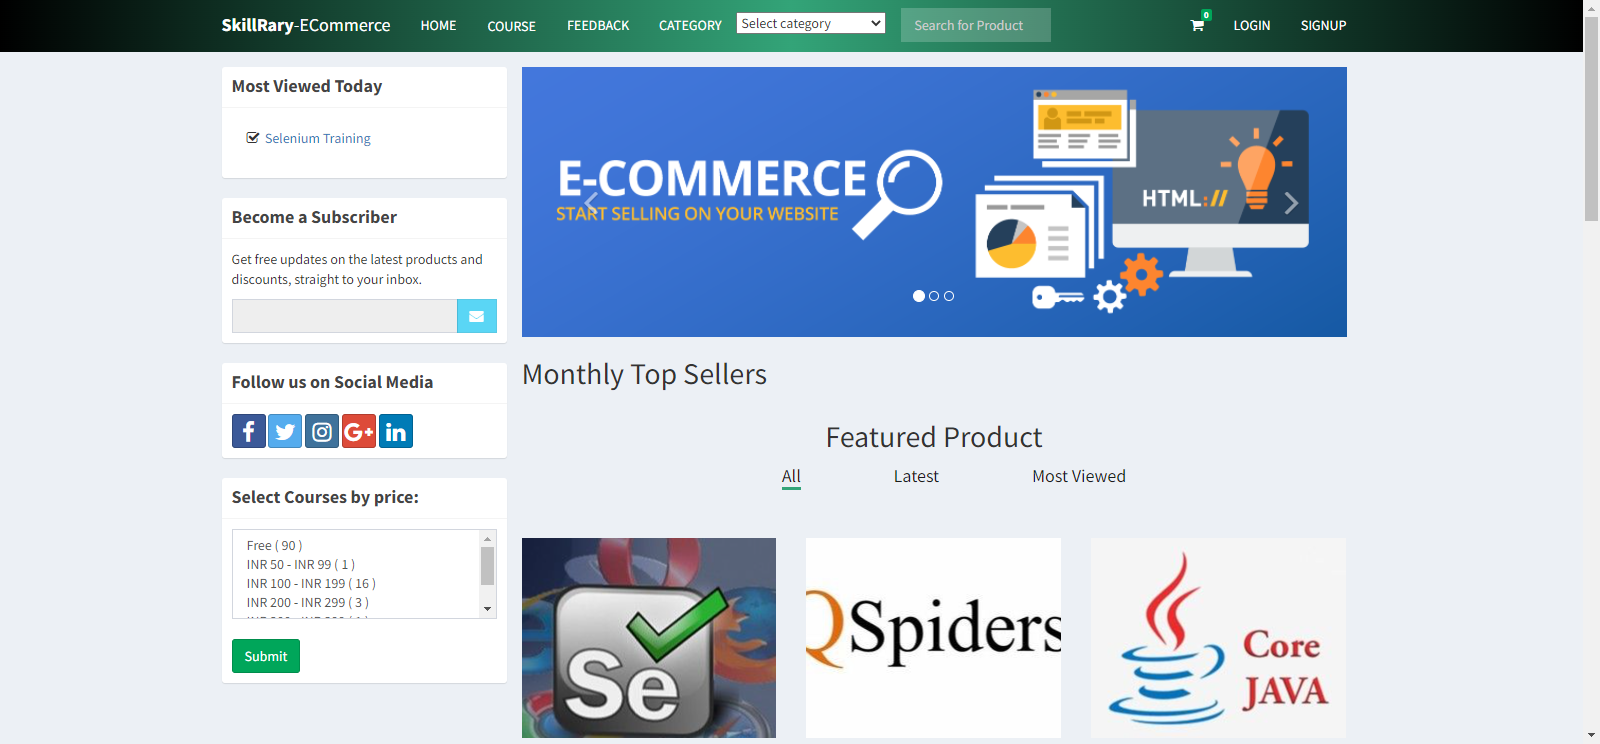 SkillRary-ECommerce HOME COURSE FEEDBACK CATEGORY Select category Search for Product 0 LOGIN SIGNUP
Most Viewed Today
Selenium Training
Become a Subscriber
Get free updates on the latest products and
discounts, straight to your inbox.
Follow us on Social Media
Select Courses by price:
Free ( 90 )
INR 50 - INR 99 ( 1 )
INR 100 - INR 199 ( 16 )
INR 200 - INR 299 ( 3 )
Submit
E-COMMERCE
START SELLING ON YOUR WEBSITE
HTML://
Monthly Top Sellers
Featured Product
All Latest Most Viewed
Se
QSpiders
Core
JAVA